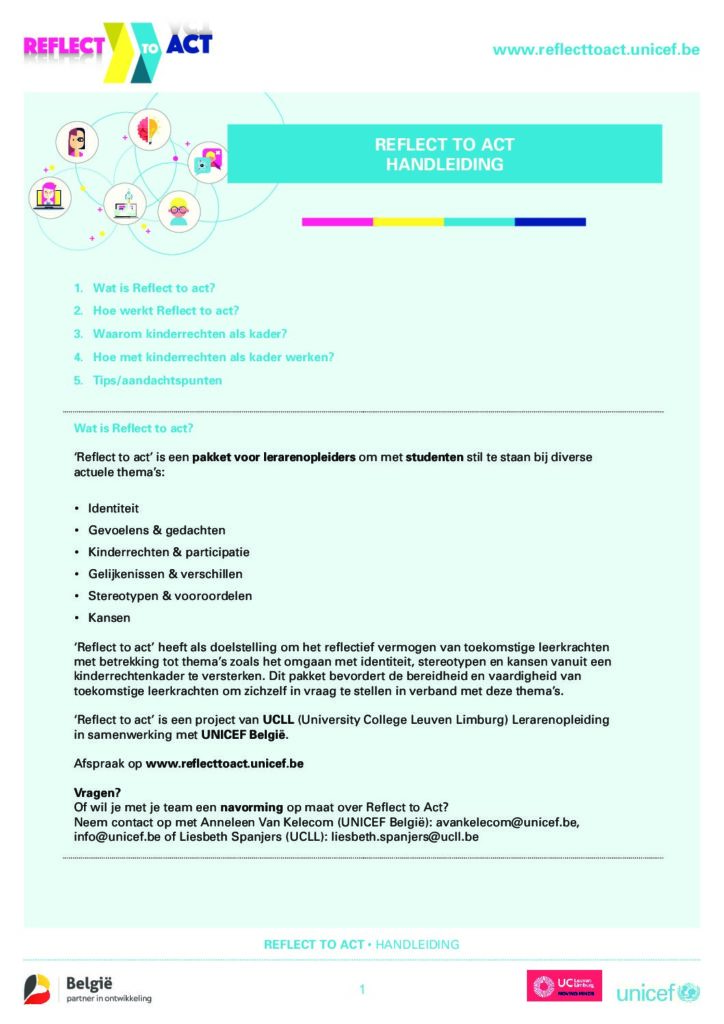 REFLECT TO ACT
www.reflecttoact.unicef.be
REFLECT TO ACT
HANDLEIDING
1. Wat is Reflect to act?
2. Hoe werkt Reflect to act?
3. Waarom kinderrechten als kader?
4. Hoe met kinderrechten als kader werken?
5. Tips/aandachtspunten
Wat is Reflect to act?
‘Reflect to act’ is een pakket voor lerarenopleiders om met studenten stil te staan bij diverse
actuele thema’s:
• Identiteit
• Gevoelens & gedachten
• Kinderrechten & participatie
• Gelijkenissen & verschillen
• Stereotypen & vooroordelen
• Kansen
‘Reflect to act’ heeft als doelstelling om het reflectief vermogen van toekomstige leerkrachten
met betrekking tot thema’s zoals het omgaan met identiteit, stereotypen en kansen vanuit een
kinderrechtenkader te versterken. Dit pakket bevordert de bereidheid en vaardigheid van
toekomstige leerkrachten om zichzelf in vraag te stellen in verband met deze thema’s.
‘Reflect to act’ is een project van UCLL (University College Leuven Limburg) Lerarenopleiding
in samenwerking met UNICEF België.
Afspraak op www.reflecttoact.unicef.be
Vragen?
Of wil je met je team een navorming op maat over Reflect to Act?
Neem contact op met Anneleen Van Kelecom (UNICEF België): avankelecom@unicef.be,
info@unicef.be of Liesbeth Spanjers (UCLL): liesbeth.spanjers@ucll.be
REFLECT TO ACT • HANDLEIDING
België
partner in ontwikkeling
1
UC Leuven
Limburg
unicef